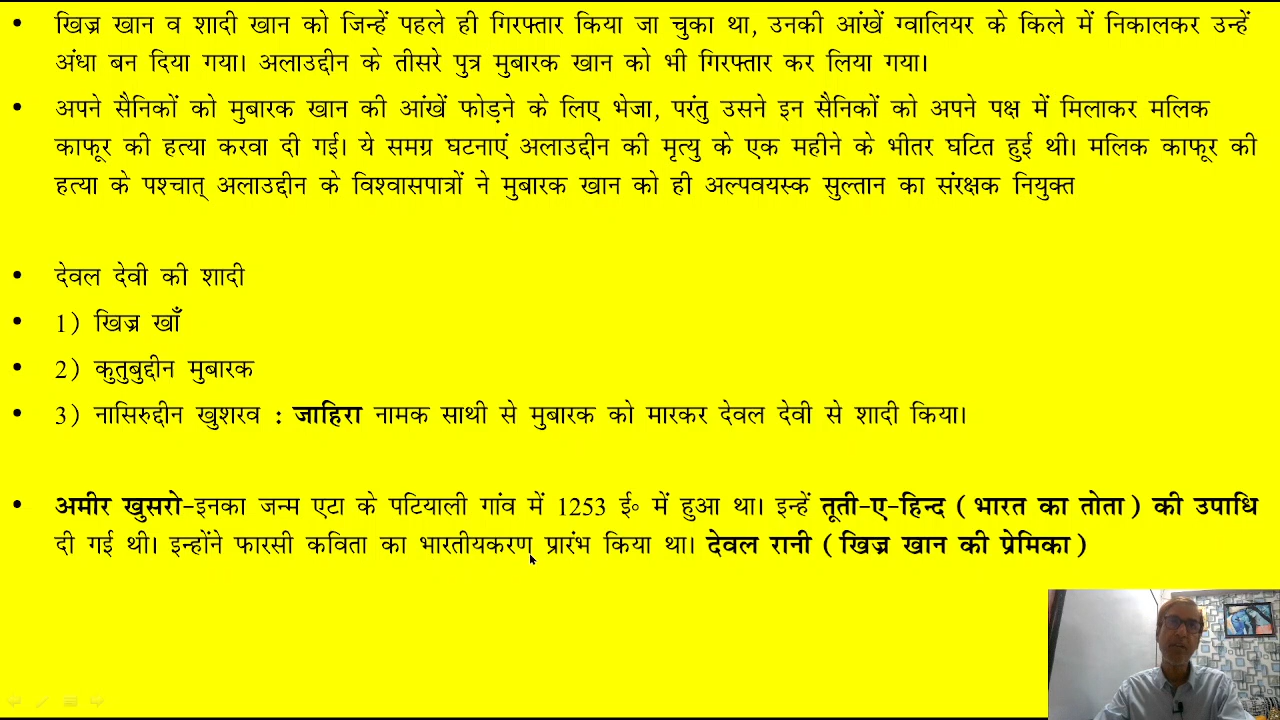 • खिज्र खान व शादी खान को जिन्हें पहले ही गिरफ्तार किया जा चुका था, उनकी आंखें ग्वालियर के किले में निकालकर उन्हें
अंधा बन दिया गया। अलाउद्दीन के तीसरे पुत्र मुबारक खान को भी गिरफ्तार कर लिया गया।
• अपने सैनिकों को मुबारक खान की आंखें फोड़ने के लिए भेजा, परंतु उसने इन सैनिकों को अपने पक्ष में मिलाकर मलिक
काफूर की हत्या करवा दी गई। ये समग्र घटनाएं अलाउद्दीन की मृत्यु के एक महीने के भीतर घटित हुई थी। मलिक काफूर की
हत्या के पश्चात् अलाउद्दीन के विश्वासपात्रों ने मुबारक खान को ही अल्पवयस्क सुल्तान का संरक्षक नियुक्त
• देवल देवी की शादी
• 1) खिज्र खाँ
• 2) कुतुबुद्दीन मुबारक
• 3) नासिरुद्दीन खुशरव : जाहिरा नामक साथी से मुबारक को मारकर देवल देवी से शादी किया।
• अमीर खुसरो-इनका जन्म एटा के पटियाली गांव में 1253 ई॰ में हुआ था। इन्हें तूती-ए-हिन्द (भारत का तोता) की उपाधि
दी गई थी। इन्होंने फारसी कविता का भारतीयकरण प्रारंभ किया था। देवल रानी (खिज्र खान की प्रेमिका)